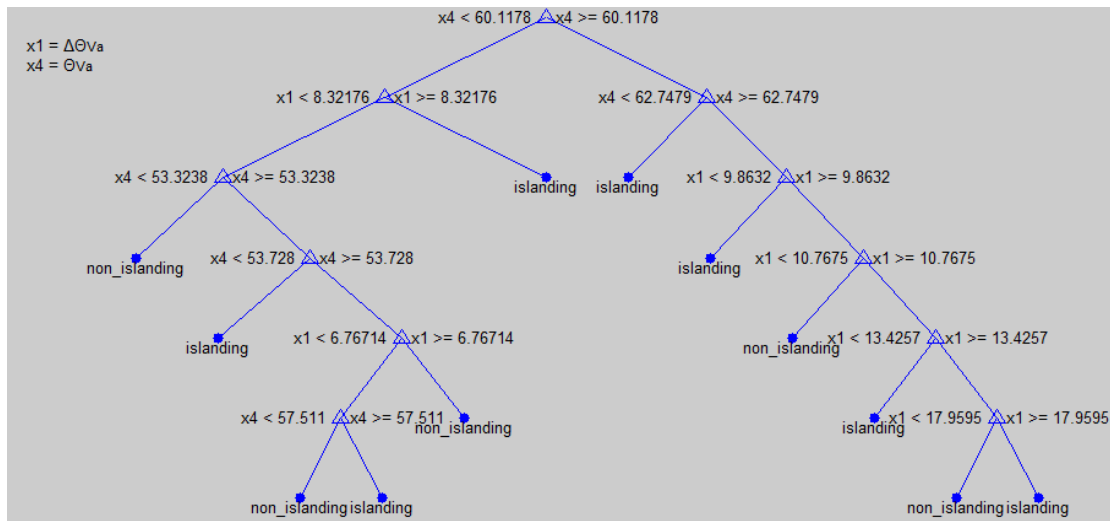 x4 < 60.1178 x4 >= 60.1178
x1 = ΔΘVa
x4 = ΘVa
x1 < 8.32176 x1 >= 8.32176
x4 < 62.7479 x4 >= 62.7479
x4 < 53.3238 x4 >= 53.3238
islanding
islanding
x1 < 9.8632 x1 >= 9.8632
non_islanding
x4 < 53.728 x4 >= 53.728
islanding
x1 < 10.7675 x1 >= 10.7675
islanding
x1 < 6.76714 x1 >= 6.76714
non_islanding
x1 < 13.4257 x1 >= 13.4257
x4 < 57.511 x4 >= 57.511
non_islanding
islanding
x1 < 17.9595 x1 >= 17.9595
non_islanding
islanding
non_islanding
islanding